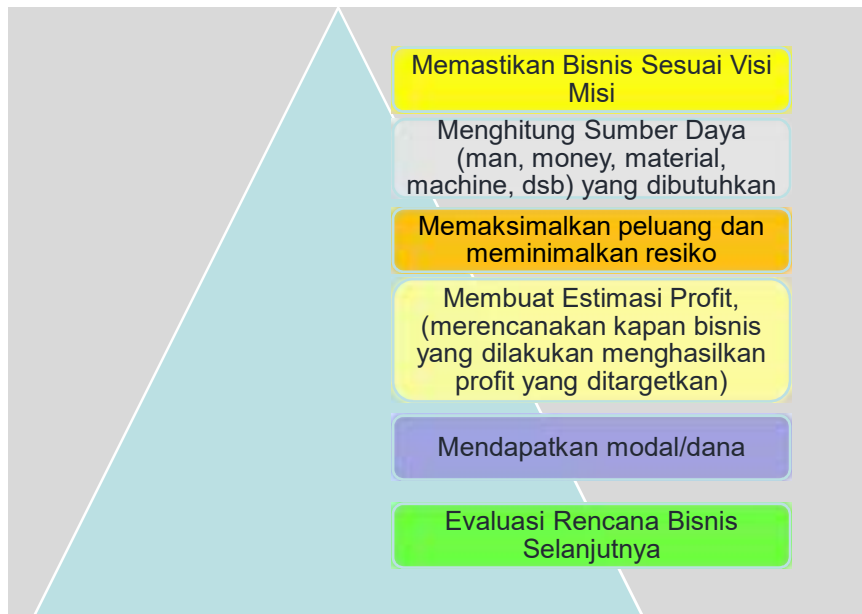 Memastikan Bisnis Sesuai Visi
Misi
Menghitung Sumber Daya
(man, money, material,
machine, dsb) yang dibutuhkan
Memaksimalkan peluang dan
meminimalkan resiko
Membuat Estimasi Profit,
(merencanakan kapan bisnis
yang dilakukan menghasilkan
profit yang ditargetkan)
Mendapatkan modal/dana
Evaluasi Rencana Bisnis
Selanjutnya